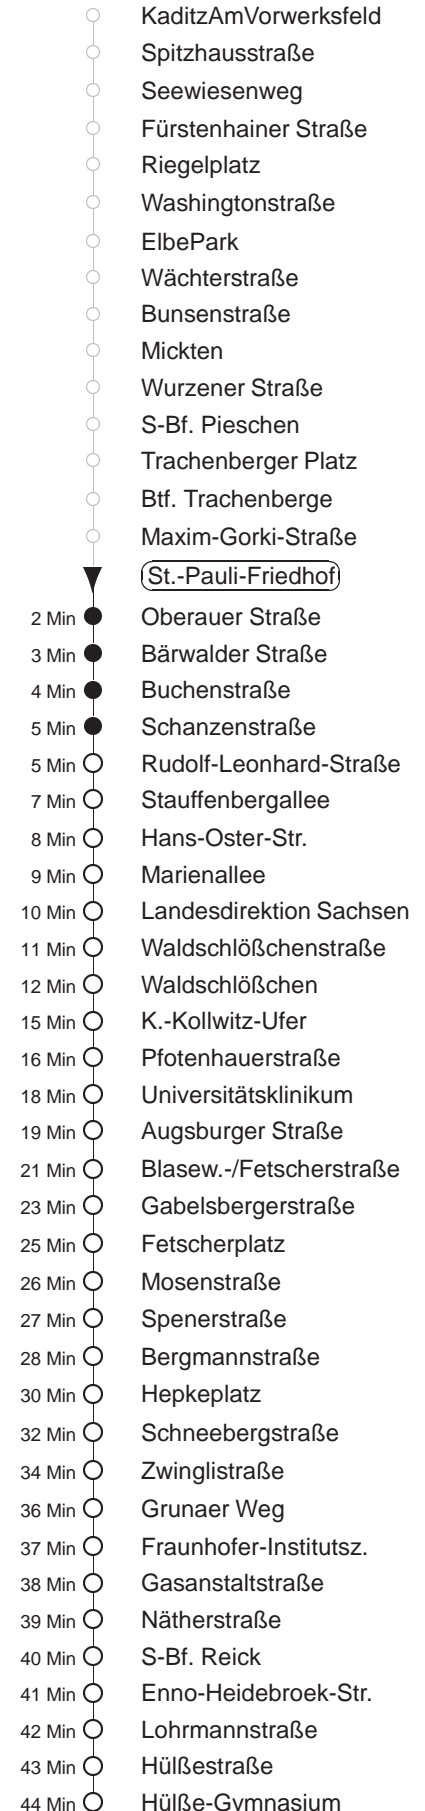 KaditzAmVorwerksfeld
Spitzhausstraße
Seewiesenweg
Fürstenhainer Straße
Riegelplatz
Washingtonstraße
ElbePark
Wächterstraße
Bunsenstraße
Mickten
Wurzener Straße
S-Bf. Pieschen
Trachenberger Platz
Btf. Trachenberge
Maxim-Gorki-Straße
St.-Pauli-Friedhof
2 Min Oberauer Straße
3 Min Bärwalder Straße
4 Min Buchenstraße
5 Min Schanzenstraße
5 Min Rudolf-Leonhard-Straße
7 Min Stauffenbergallee
8 Min Hans-Oster-Str.
9 Min Marienallee
10 Min Landesdirektion Sachsen
11 Min Waldschlößchenstraße
12 Min Waldschlößchen
15 Min K.-Kollwitz-Ufer
16 Min Pfotenhauerstraße
18 Min Universitätsklinikum
19 Min Augsburger Straße
21 Min Blasew.-/Fetscherstraße
23 Min Gabelsbergerstraße
25 Min Fetscherplatz
26 Min Mosenstraße
27 Min Spenerstraße
28 Min Bergmannstraße
30 Min Hepkeplatz
32 Min Schneebergstraße
34 Min Zwinglistraße
36 Min Grunaer Weg
37 Min Fraunhofer-Institutsz.
38 Min Gasanstaltstraße
39 Min Nätherstraße
40 Min S-Bf. Reick
41 Min Enno-Heidebroek-Str.
42 Min Lohrmannstraße
43 Min Hülßestraße
44 Min Hülße-Gymnasium